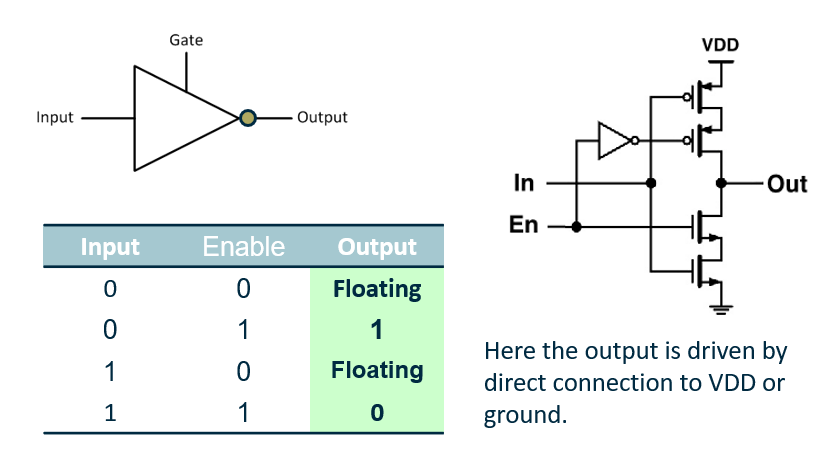 Gate
Input
Output
Input Enable Output
0 0 Floating
0 1 1
1 0 Floating
1 1 0
VDD
In
En
Out
Here the output is driven by
direct connection to VDD or
ground.